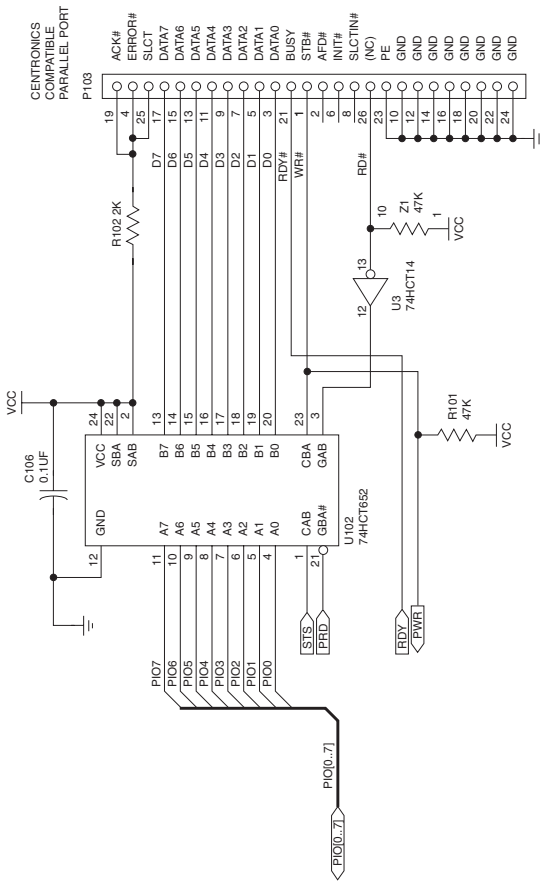 CENTRONICS
COMPATIBLE
PARALLEL PORT
P103
19 ACK#
4 ERROR#
25 SLCT
17 DATA7
15 DATA6
13 DATA5
11 DATA4
9 DATA3
7 DATA2
5 DATA1
3 DATA0
21 BUSY
1 STB#
2 AFD#
6 INIT#
8 SLCTIN#
26 (NC)
23 PE
10 GND
12 GND
14 GND
16 GND
18 GND
20 GND
22 GND
24 GND
D7
D6
D5
D4
D3
D2
D1
D0
RDY#
WR#
RD#
R102 2K
10
Z1
47K
1
VCC
13
12
U3
74HCT14
VCC
C106
0.1UF
24 VCC
22 SBA
2 SAB
12 GND
13 B7
14 B6
15 B5
16 B4
17 B3
18 B2
19 B1
20 B0
23 CBA
3 GAB
11 A7
10 A6
9 A5
8 A4
7 A3
6 A2
5 A1
4 A0
1 CAB
21 GBA#
U102
74HCT652
R101
47K
VCC
PIO7
PIO6
PIO5
PIO4
PIO3
PIO2
PIO1
PIO0
STS
PRD
RDY
PWR
PIO[0..7]
PIO[0..7]